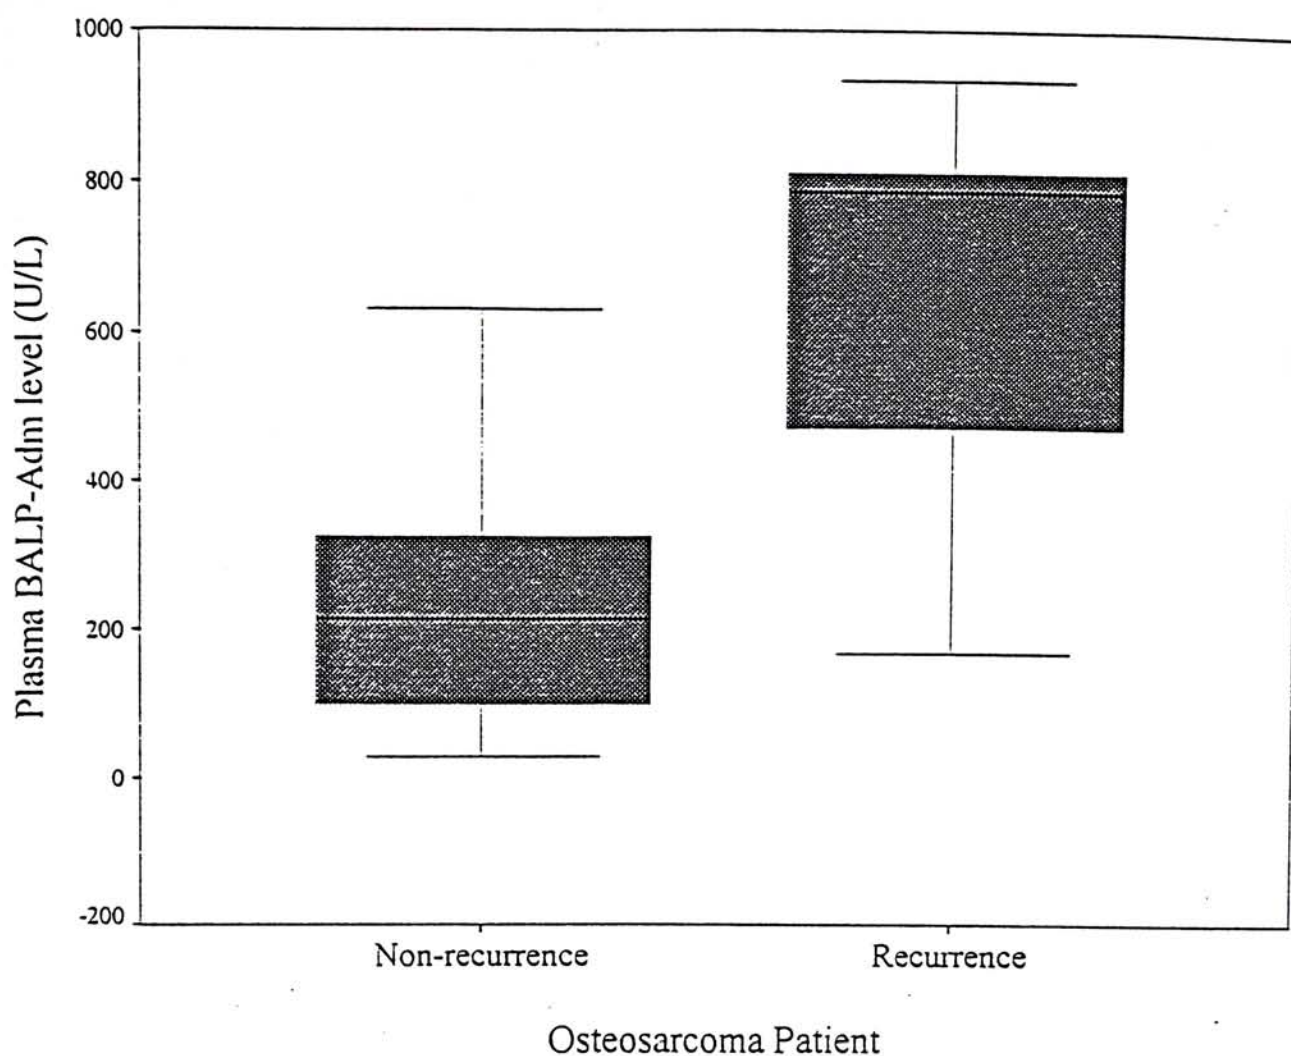 1000
800
600
400
200
0
-200
Plasma BALP-Adm level (U/L)
Non-recurrence
Recurrence
Osteosarcoma Patient